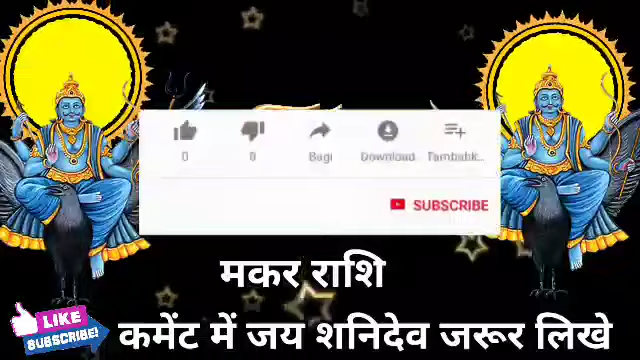 0 0 Bagi Download Tambahk..
SUBSCRIBE
मकर राशि
LIKE
SUBSCRIBE!
कमेंट में जय शनिदेव जरूर लिखे